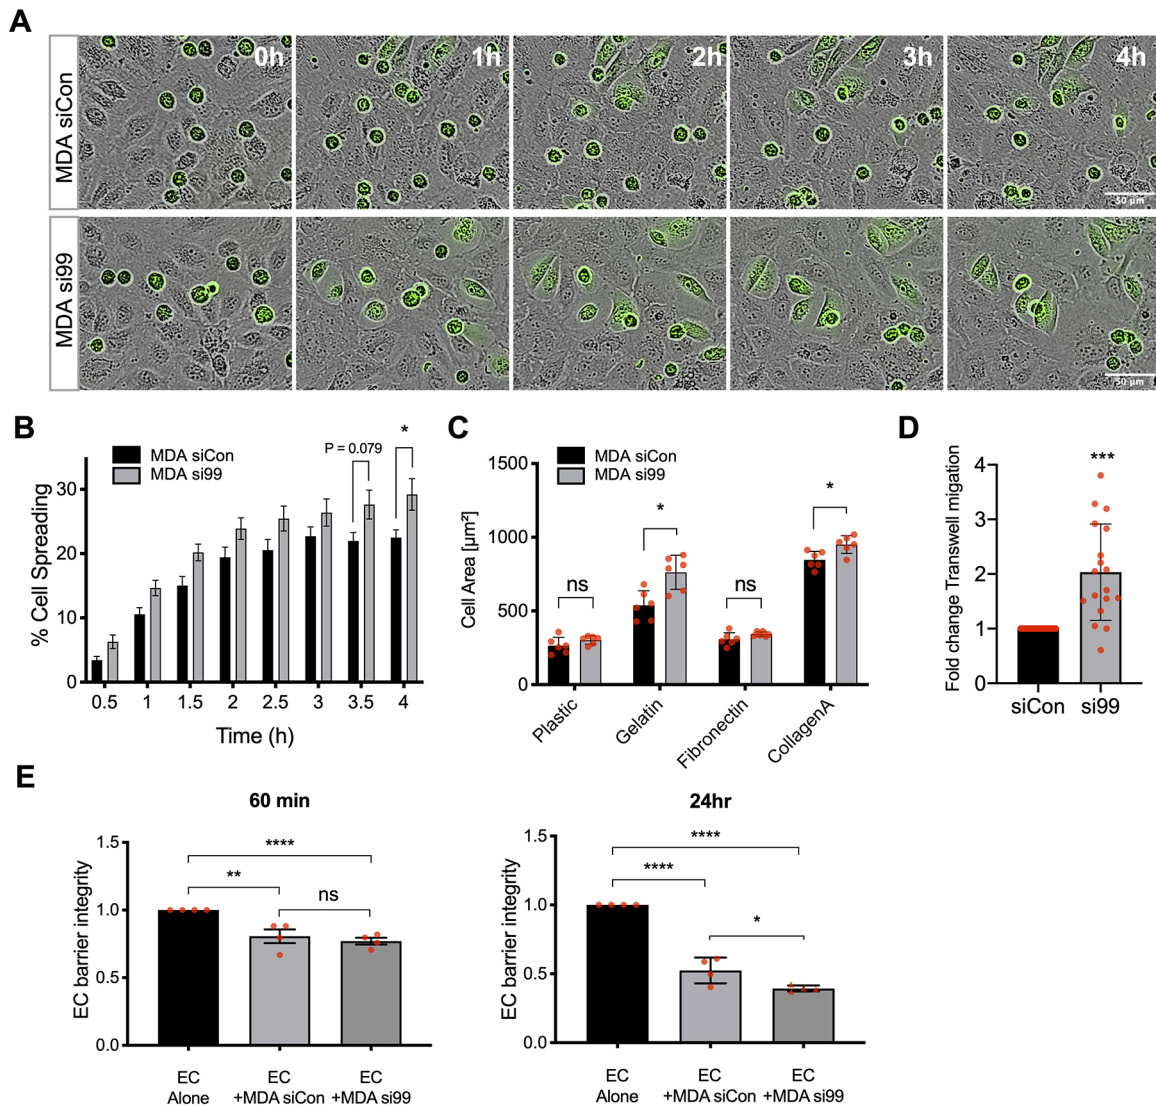 A
MDA siCon
0h
1h
2h
3h
4h
50 µm
MDA si99
50 µm
B
MDA siCon
MDA si99
P = 0.079
*
% Cell Spreading
30
20
10
0
0.5 1 1.5 2 2.5 3 3.5 4
Time (h)
C
MDA siCon
MDA si99
Cell Area [µm²]
1500
1000
500
0
ns
*
ns
*
Plastic
Gelatin
Fibronectin
CollagenA
D
Fold change Transwell migation
4
3
2
1
0
***
siCon si99
E
60 min
EC barrier integrity
1.5
1.0
0.5
0.0
****
**
ns
EC Alone
EC +MDA siCon
EC +MDA si99
24hr
EC barrier integrity
1.5
1.0
0.5
0.0
****
****
*
EC Alone
EC +MDA siCon
EC +MDA si99